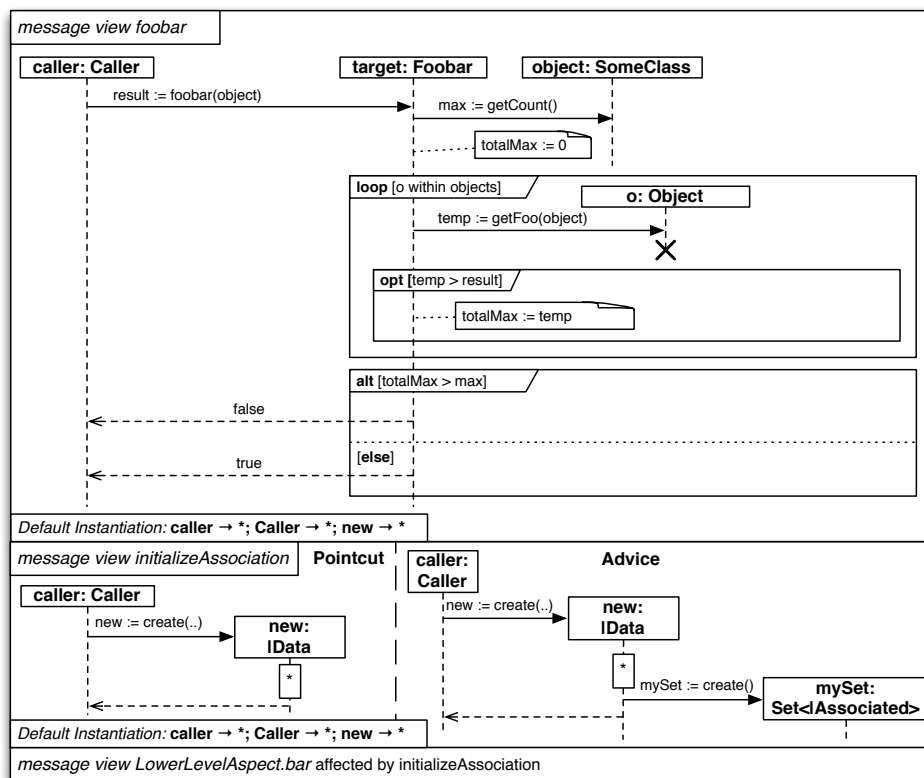 message view foobar
caller: Caller
target: Foobar
object: SomeClass
result := foobar(object)
max := getCount()
totalMax := 0
loop [o within objects]
o: Object
temp := getFoo(object)
opt [temp > result]
totalMax := temp
alt [totalMax > max]
false
[else]
true
Default Instantiation: caller → *; Caller → *; new → *
message view initializeAssociation
Pointcut
caller: Caller
new := create(..)
new:
|Data
*
Advice
caller:
Caller
new := create(..)
new:
|Data
*
mySet := create()
mySet:
Set<|Associated>
Default Instantiation: caller → *; Caller → *; new → *
message view LowerLevelAspect.bar affected by initializeAssociation